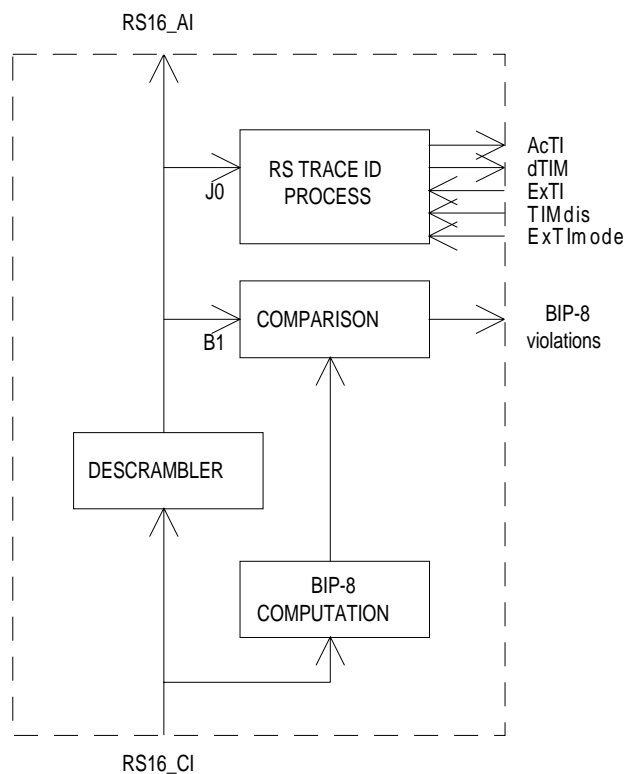 RS16_AI
RS TRACE ID
PROCESS
J0
AcTI
dTIM
ExTI
TIMdis
ExTImode
COMPARISON
B1
BIP-8
violations
DESCRAMBLER
BIP-8
COMPUTATION
RS16_CI